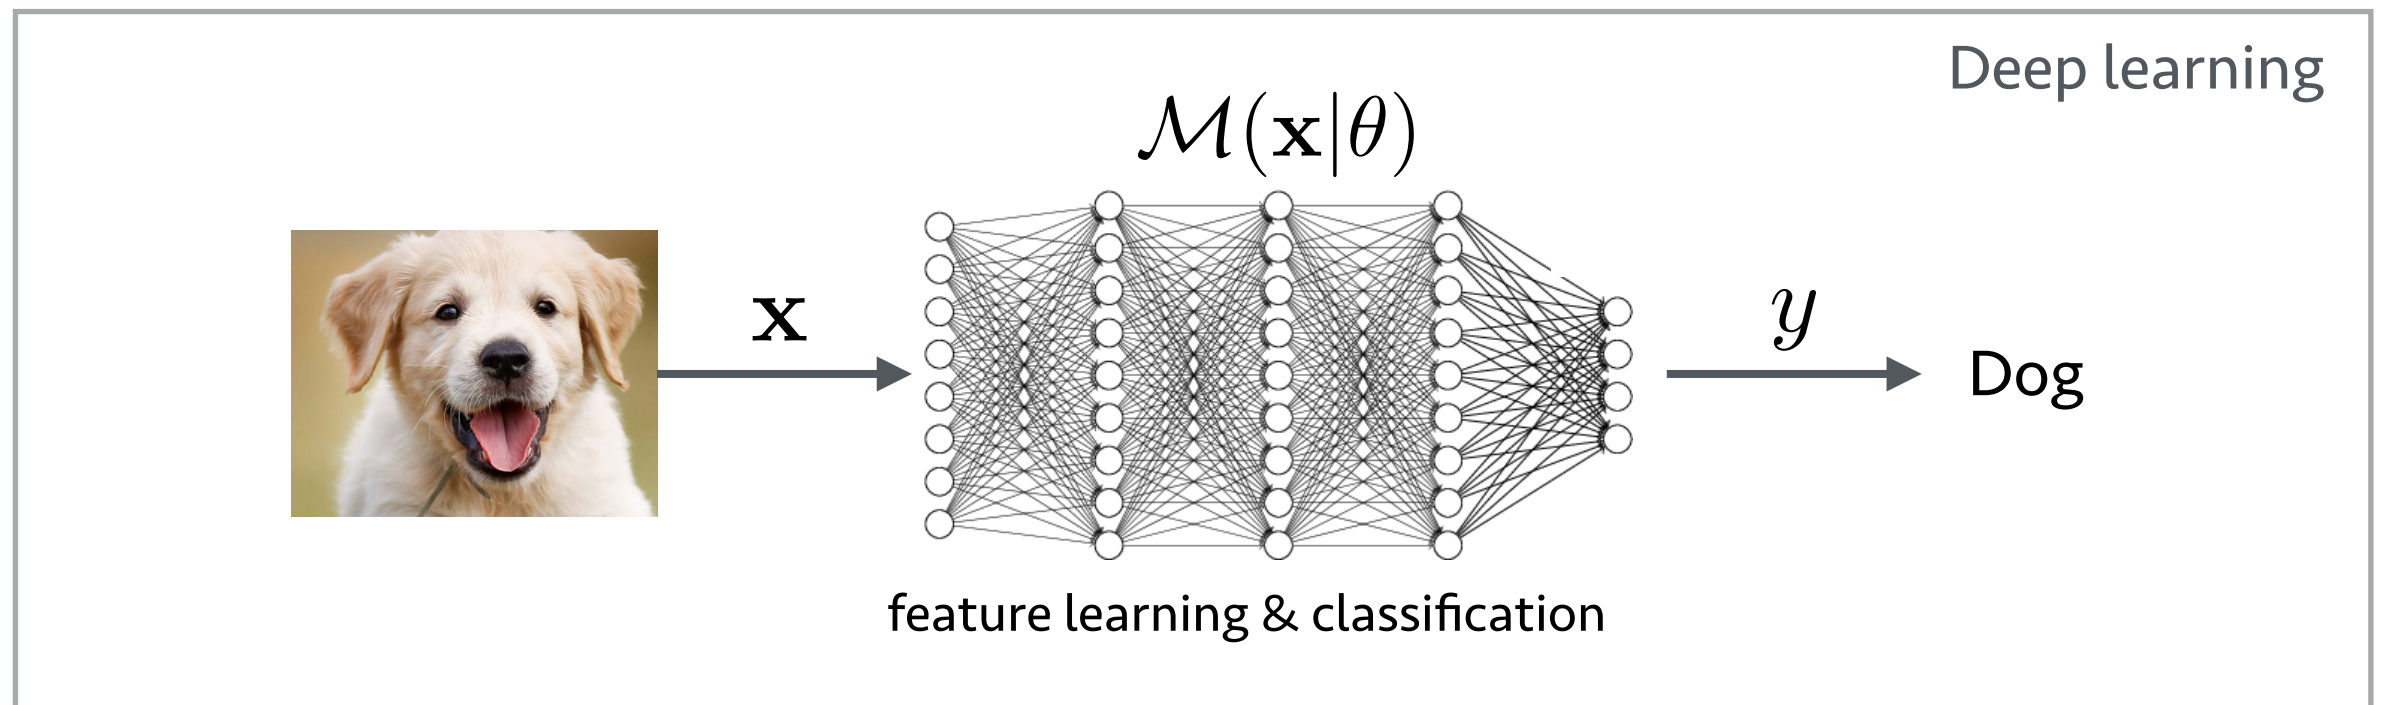 Deep learning
ℳ(𝐱|θ)
𝐱
y
Dog
feature learning & classification